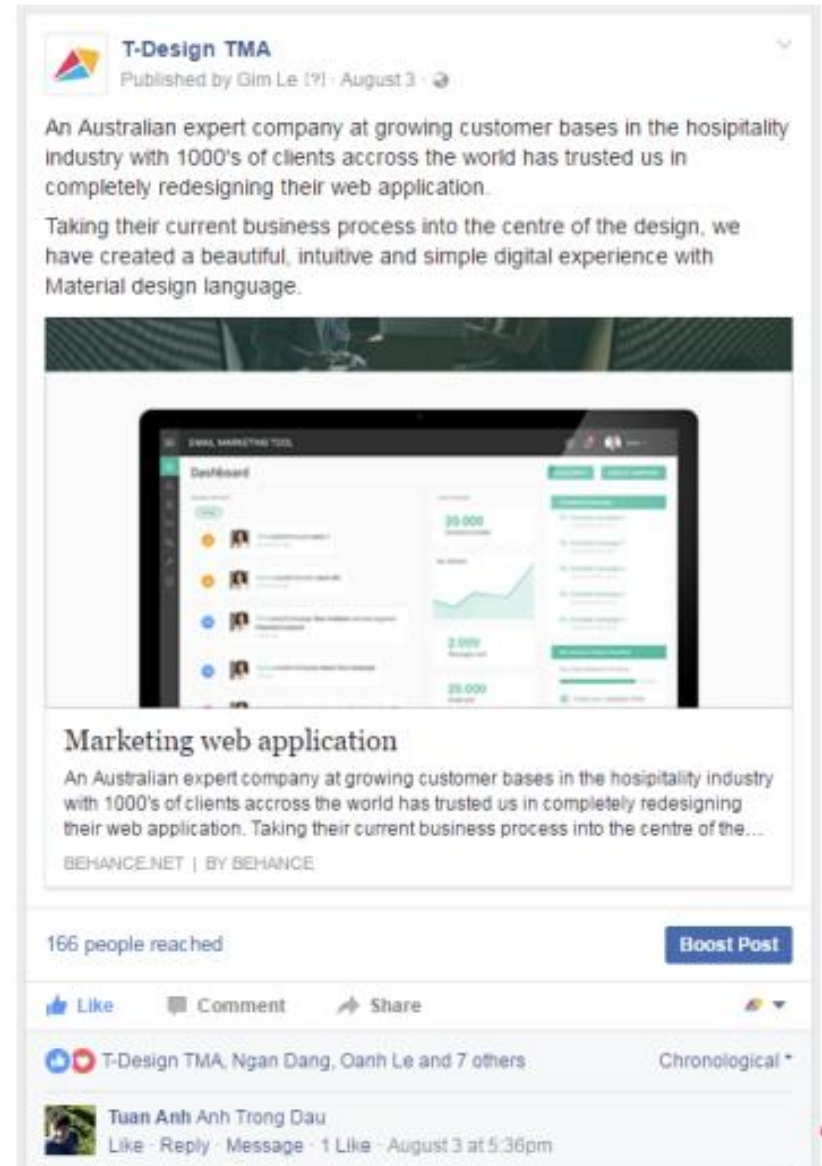 T-Design TMA
Published by Gim Le [?] · August 3 ·
An Australian expert company at growing customer bases in the hosipitality
industry with 1000's of clients accross the world has trusted us in
completely redesigning their web application.
Taking their current business process into the centre of the design, we
have created a beautiful, intuitive and simple digital experience with
Material design language.
EMAIL MARKETING TOOL
Dashboard
20.000
2.000
20.000
Marketing web application
An Australian expert company at growing customer bases in the hosipitality industry
with 1000's of clients accross the world has trusted us in completely redesigning
their web application. Taking their current business process into the centre of the...
BEHANCE.NET | BY BEHANCE
166 people reached
Boost Post
Like Comment Share
T-Design TMA, Ngan Dang, Oanh Le and 7 others
Chronological
Tuan Anh Anh Trong Dau
Like · Reply · Message · 1 Like · August 3 at 5:36pm